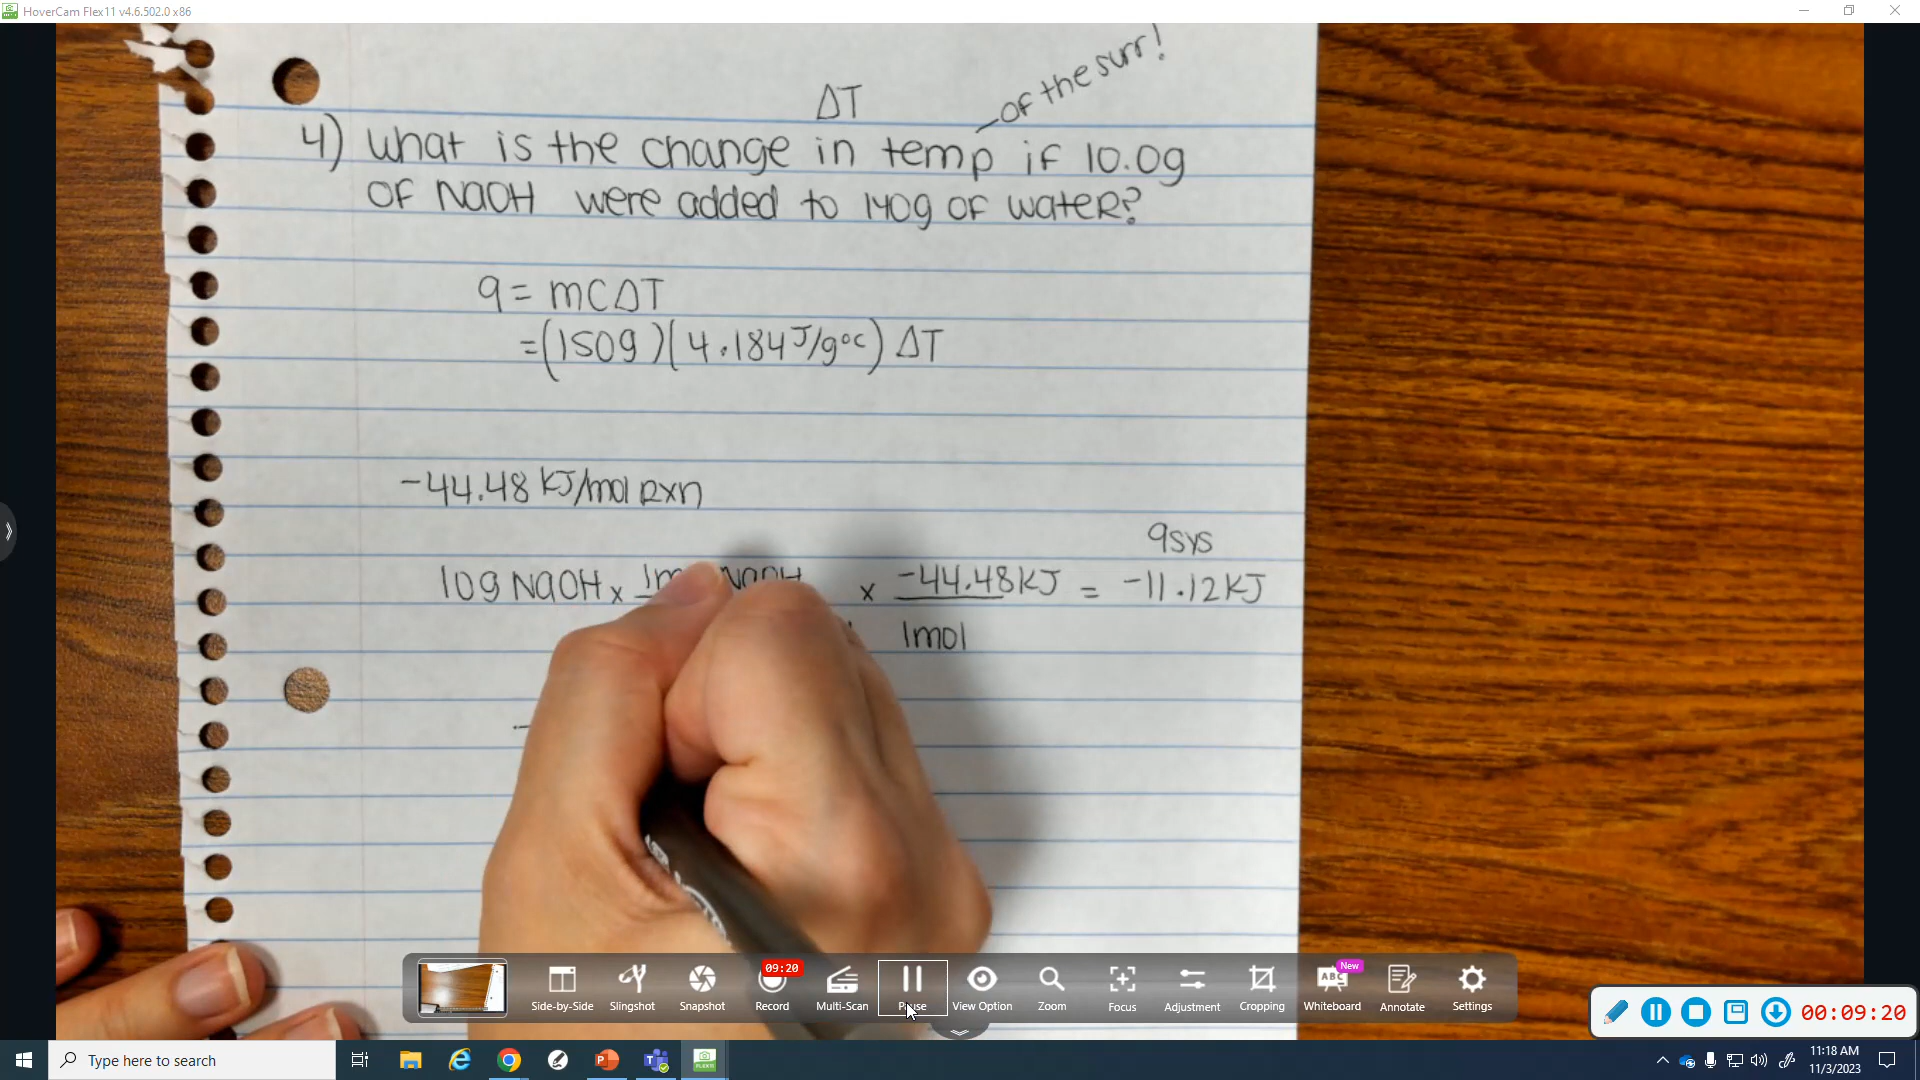 HoverCam Flex11 v4.6.502.0 x86
ΔT
of the surr!
4) What is the change in temp if 10.0g
of NaOH were added to 140g of water?
q = mCΔT
=(150g)(4.184 J/g°C) ΔT
-44.48 KJ/mol rxn
qsys
10g NaOH x NaOH x -44.48KJ = -11.12KJ
1mol
09:20
New
Side-by-Side Slingshot Snapshot Record Multi-Scan Pause View Option Zoom Focus Adjustment Cropping Whiteboard Annotate Settings
00:09:20
Type here to search
11:18 AM
11/3/2023